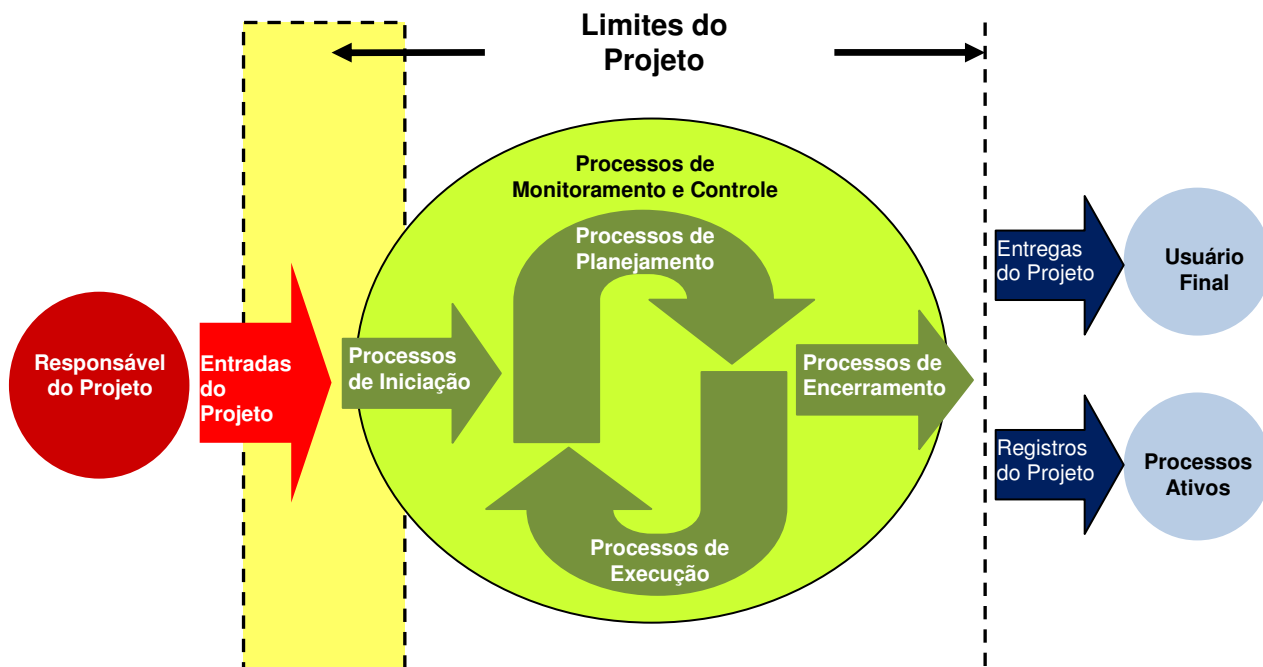 Limites do
Projeto
Processos de
Monitoramento e Controle
Processos de
Planejamento
Responsável
do Projeto
Entradas
do
Projeto
Processos
de Iniciação
Processos de
Encerramento
Processos de
Execução
Entregas
do Projeto
Usuário
Final
Registros
do Projeto
Processos
Ativos